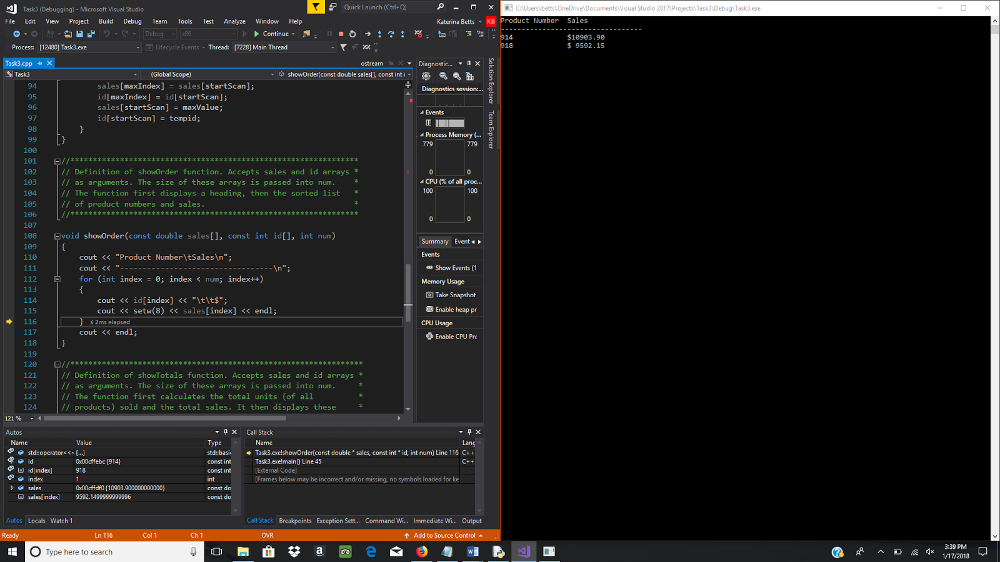 Task3 (Debugging) - Microsoft Visual Studio
Quick Launch (Ctrl+Q)
File Edit View Project Build Debug Team Tools Test Analyze Window Help
Katerina Betts KB
Debug x86 Continue
Process: [12480] Task3.exe Lifecycle Events Thread: [7228] Main Thread
Task3.cpp ostream
Task3 (Global Scope) showOrder(const double sales[], const int i
94 sales[maxIndex] = sales[startScan];
95 id[maxIndex] = id[startScan];
96 sales[startScan] = maxValue;
97 id[startScan] = tempid;
98 }
99 }
100
101 //****************************************************************
102 // Definition of showOrder function. Accepts sales and id arrays *
103 // as arguments. The size of these arrays is passed into num. *
104 // The function first displays a heading, then the sorted list *
105 // of product numbers and sales. *
106 //****************************************************************
107
108 void showOrder(const double sales[], const int id[], int num)
109 {
110 cout << "Product Number\tSales\n";
111 cout << "----------------------------------\n";
112 for (int index = 0; index < num; index++)
113 {
114 cout << id[index] << "\t\t$";
115 cout << setw(8) << sales[index] << endl;
116 } ≤ 2ms elapsed
117 cout << endl;
118 }
119
120 //*****************************************************************
121 // Definition of showTotals function. Accepts sales and id arrays *
122 // as arguments. The size of these arrays is passed into num. *
123 // The function first calculates the total units (of all *
124 // products) sold and the total sales. It then displays these *
121 %
Diagnostic...
Diagnostics session:...
Events
Process Memory (...
779 779
0 0
CPU (% of all proc...
100 100
0 0
Summary Event
Events
Show Events (1
Memory Usage
Take Snapshot
Enable heap pr
CPU Usage
Enable CPU Prc
Solution Explorer
Team Explorer
Autos
Name Value Type
std::operator<<< {...} std::basic
id 0x00cffebc {914} const int
id[index] 918 const int
index 1 int
sales 0x00cffdf0 {10903.900000000000} const do
sales[index] 9592.1499999999996 const do
Autos Locals Watch 1
Call Stack
Name Lang
Task3.exe!showOrder(const double * sales, const int * id, int num) Line 116 C++
Task3.exe!main() Line 45 C++
[External Code]
[Frames below may be incorrect and/or missing, no symbols loaded for ke
Call Stack Breakpoints Exception Sett... Command Wi... Immediate Wi... Output
Ready Ln 116 Col 1 Ch 1 OVR Add to Source Control
C:\Users\betts\OneDrive\Documents\Visual Studio 2017\Projects\Task3\Debug\Task3.exe
Product Number Sales
----------------------------------
914 $10903.90
918 $ 9592.15
Type here to search
3:39 PM
1/17/2018